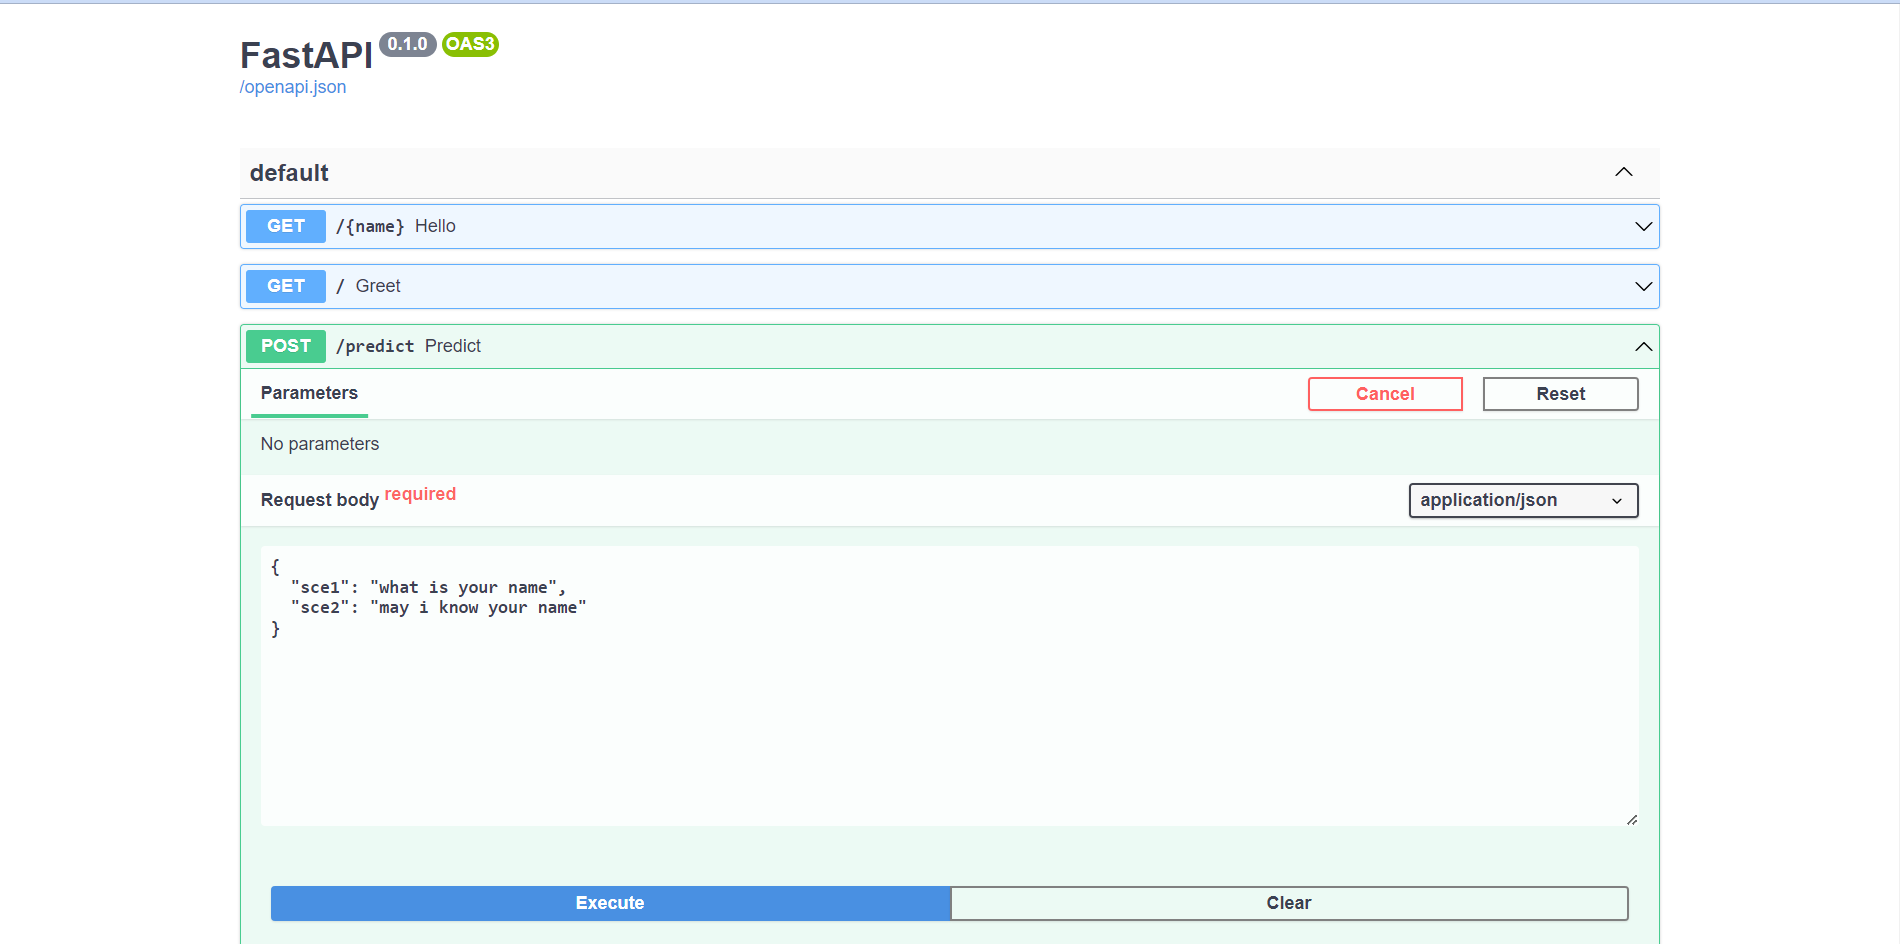 FastAPI 0.1.0 OAS3
/openapi.json
default
GET /{name} Hello
GET / Greet
POST /predict Predict
Parameters Cancel Reset
No parameters
Request body required application/json
{
  "sce1": "what is your name",
  "sce2": "may i know your name"
}
Execute Clear